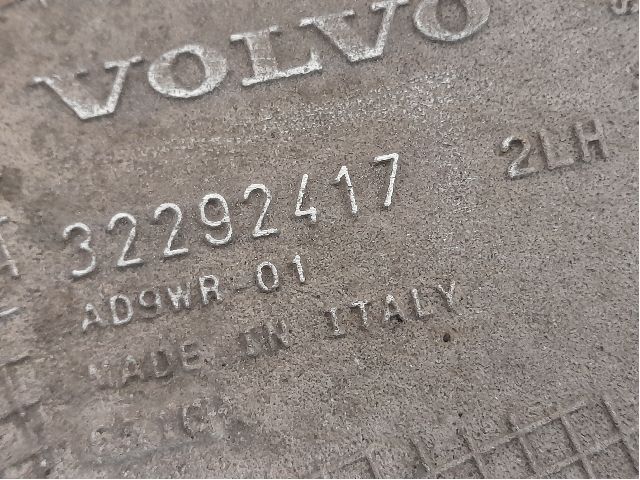 VOLVO
2LH
32292417
AD9WR-01
MADE IN ITALY